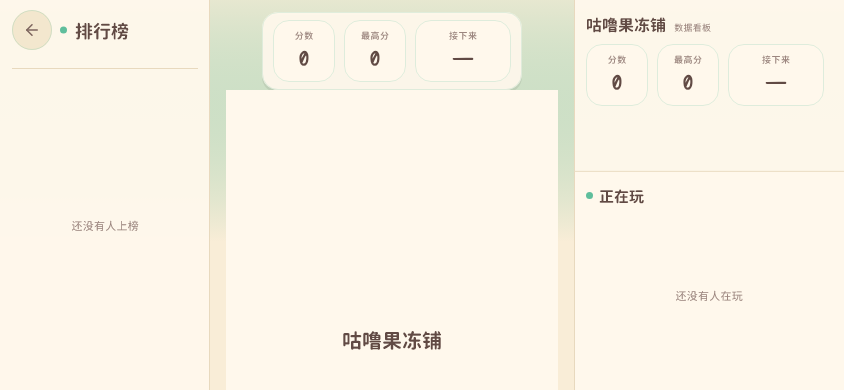 排行榜
还没有人上榜
分数
0
最高分
0
接下来
—
咕噜果冻铺
咕噜果冻铺 数据看板
分数
0
最高分
0
接下来
—
正在玩
还没有人在玩